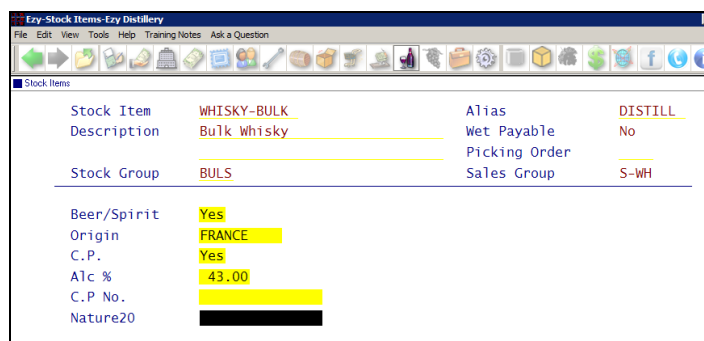 Ezy-Stock Items-Ezy Distillery
File Edit View Tools Help Training Notes Ask a Question
Stock Items
Stock Item WHISKY-BULK Alias DISTILL
Description Bulk Whisky Wet Payable No
Picking Order
Stock Group BULS Sales Group S-WH
Beer/Spirit Yes
Origin FRANCE
C.P. Yes
Alc % 43.00
C.P No.
Nature20